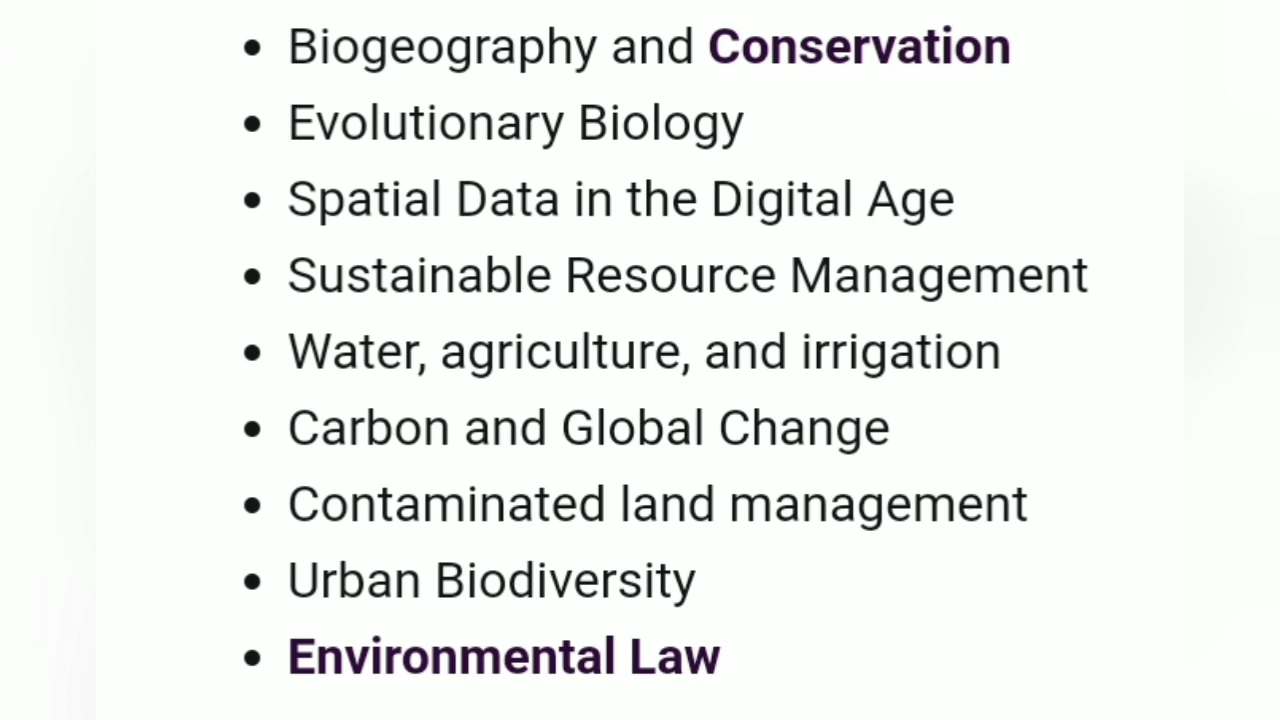 • Biogeography and Conservation
• Evolutionary Biology
• Spatial Data in the Digital Age
• Sustainable Resource Management
• Water, agriculture, and irrigation
• Carbon and Global Change
• Contaminated land management
• Urban Biodiversity
• Environmental Law